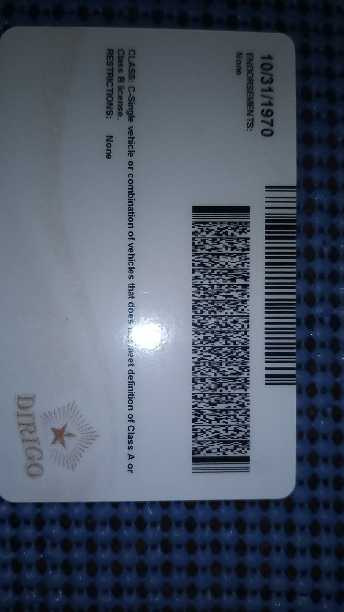 10/31/1970
ENDORSEMENTS:
None
CLASS: C-Single vehicle or combination of vehicles that does not meet definition of Class A or
Class B license.
RESTRICTIONS: None
DIRIGO